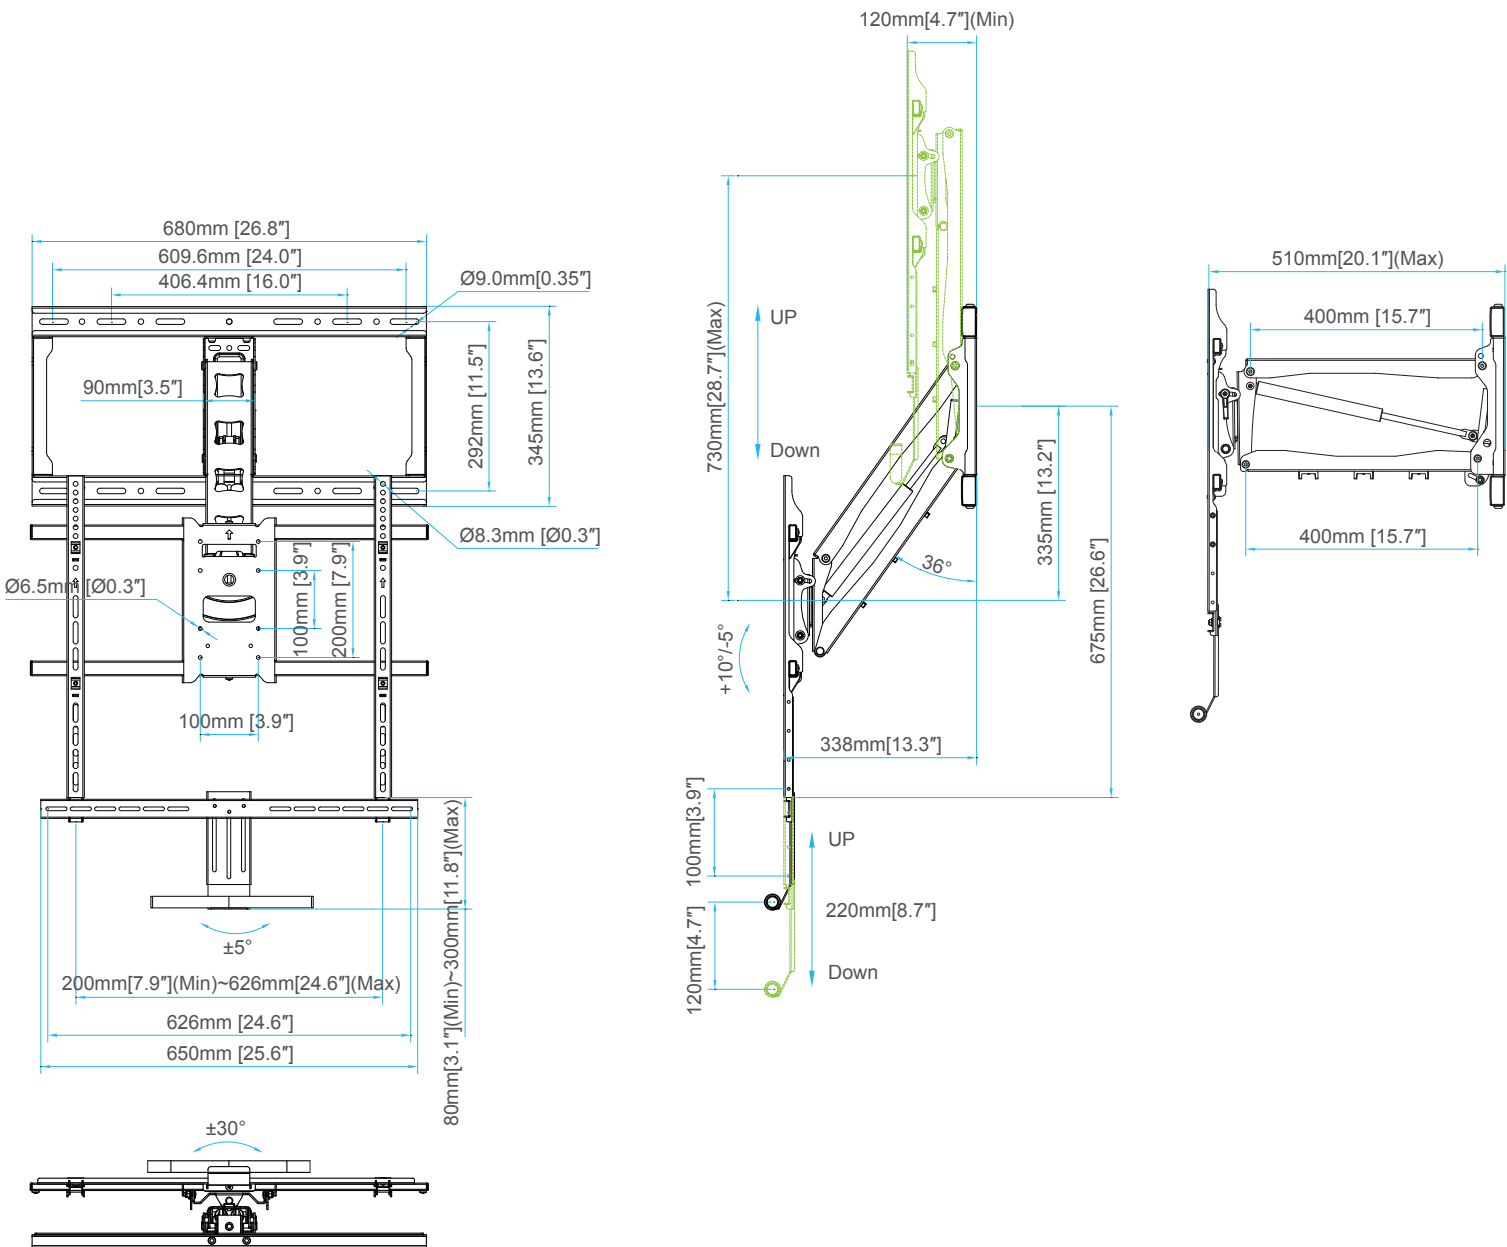 120mm[4.7″](Min)
680mm [26.8″]
609.6mm [24.0″]
406.4mm [16.0″]
Ø9.0mm[0.35″]
90mm[3.5″]
292mm [11.5″]
345mm [13.6″]
Ø8.3mm [Ø0.3″]
Ø6.5mm [Ø0.3″]
100mm [3.9″]
200mm [7.9″]
100mm [3.9″]
±5°
200mm[7.9″](Min)~626mm[24.6″](Max)
626mm [24.6″]
650mm [25.6″]
80mm[3.1″](Min)~300mm[11.8″](Max)
±30°
730mm[28.7″](Max)
UP
Down
36°
335mm [13.2″]
675mm [26.6″]
+10°/-5°
338mm[13.3″]
100mm[3.9″]
UP
220mm[8.7″]
120mm[4.7″]
Down
510mm[20.1″](Max)
400mm [15.7″]
400mm [15.7″]